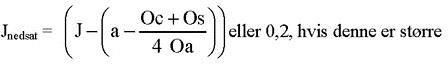 J_nedsat = (J − (a − (Oc + Os)/(4 Oa))) eller 0,2, hvis denne er større